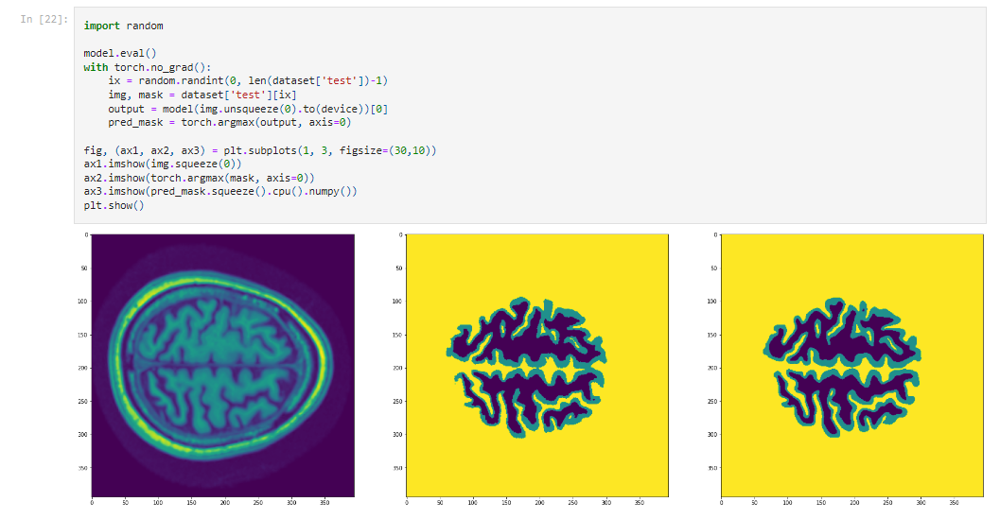 In [22]:
import random
model.eval()
with torch.no_grad():
    ix = random.randint(0, len(dataset['test'])-1)
    img, mask = dataset['test'][ix]
    output = model(img.unsqueeze(0).to(device))[0]
    pred_mask = torch.argmax(output, axis=0)
fig, (ax1, ax2, ax3) = plt.subplots(1, 3, figsize=(30,10))
ax1.imshow(img.squeeze(0))
ax2.imshow(torch.argmax(mask, axis=0))
ax3.imshow(pred_mask.squeeze().cpu().numpy())
plt.show()
0
50
100
150
200
250
300
350
0 50 100 150 200 250 300 350
0
50
100
150
200
250
300
350
0 50 100 150 200 250 300 350
0
50
100
150
200
250
300
350
0 50 100 150 200 250 300 350